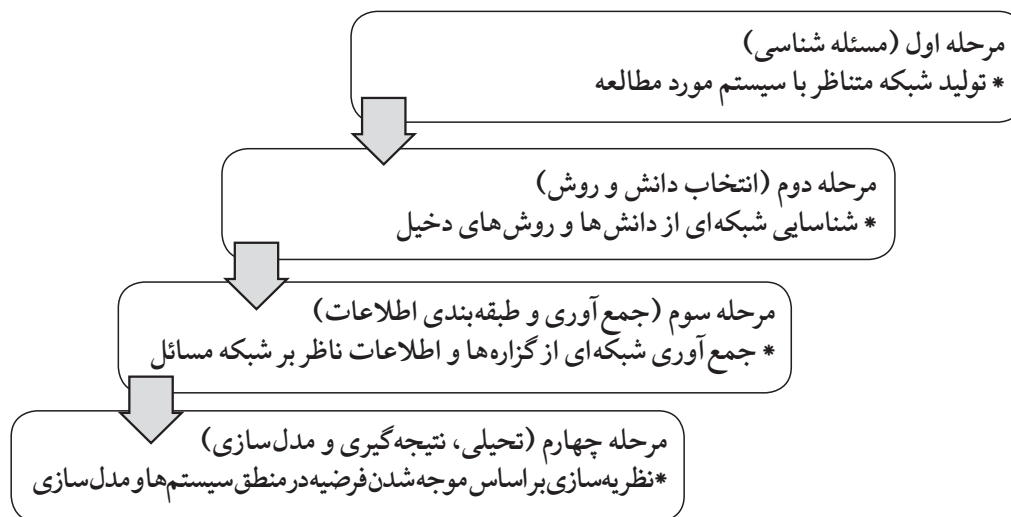 مرحله اول (مسئله شناسی)
* تولید شبکه متناظر با سیستم مورد مطالعه
مرحله دوم (انتخاب دانش و روش)
* شناسایی شبکه‌ای از دانش‌ها و روش‌های دخیل
مرحله سوم (جمع‌آوری و طبقه‌بندی اطلاعات)
* جمع‌آوری شبکه‌ای از گزاره‌ها و اطلاعات ناظر بر شبکه مسائل
مرحله چهارم (تحیلی، نتیجه‌گیری و مدل‌سازی)
*نظریه‌سازی براساس موجه‌شدن فرضیه در منطق سیستم‌ها و مدل‌سازی